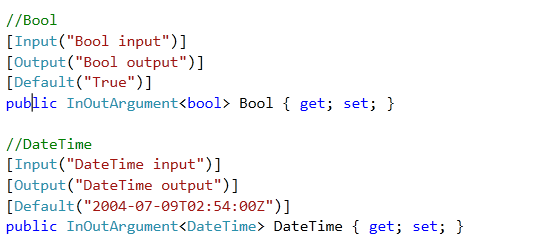 //Bool
[Input("Bool input")]
[Output("Bool output")]
[Default("True")]
public InOutArgument<bool> Bool { get; set; }
//DateTime
[Input("DateTime input")]
[Output("DateTime output")]
[Default("2004-07-09T02:54:00Z")]
public InOutArgument<DateTime> DateTime { get; set; }